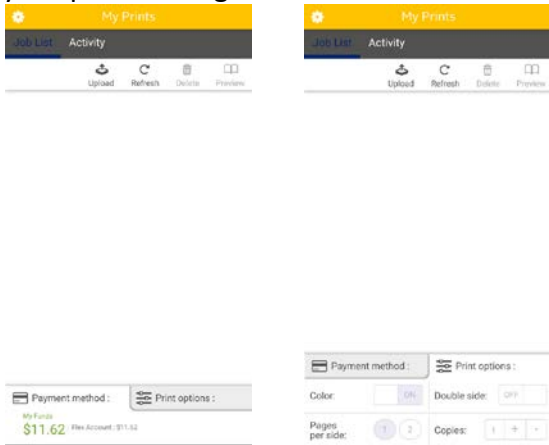 My Prints
Job List Activity
Upload Refresh Delete Preview
Payment method : Print options :
My Funds
$11.62 Flex Account : $11.62
My Prints
Job List Activity
Upload Refresh Delete Preview
Payment method : Print options :
Color: ON Double side: OFF
Pages per side: 1 2 Copies: 1 + -